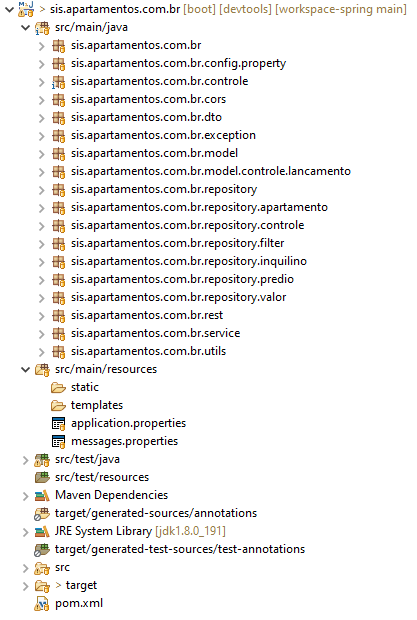 > sis.apartamentos.com.br [boot] [devtools] [workspace-spring main]
src/main/java
sis.apartamentos.com.br
sis.apartamentos.com.br.config.property
sis.apartamentos.com.br.controle
sis.apartamentos.com.br.cors
sis.apartamentos.com.br.dto
sis.apartamentos.com.br.exception
sis.apartamentos.com.br.model
sis.apartamentos.com.br.model.controle.lancamento
sis.apartamentos.com.br.repository
sis.apartamentos.com.br.repository.apartamento
sis.apartamentos.com.br.repository.controle
sis.apartamentos.com.br.repository.filter
sis.apartamentos.com.br.repository.inquilino
sis.apartamentos.com.br.repository.predio
sis.apartamentos.com.br.repository.valor
sis.apartamentos.com.br.rest
sis.apartamentos.com.br.service
sis.apartamentos.com.br.utils
src/main/resources
static
templates
application.properties
messages.properties
src/test/java
src/test/resources
Maven Dependencies
target/generated-sources/annotations
JRE System Library [jdk1.8.0_191]
target/generated-test-sources/test-annotations
src
> target
pom.xml